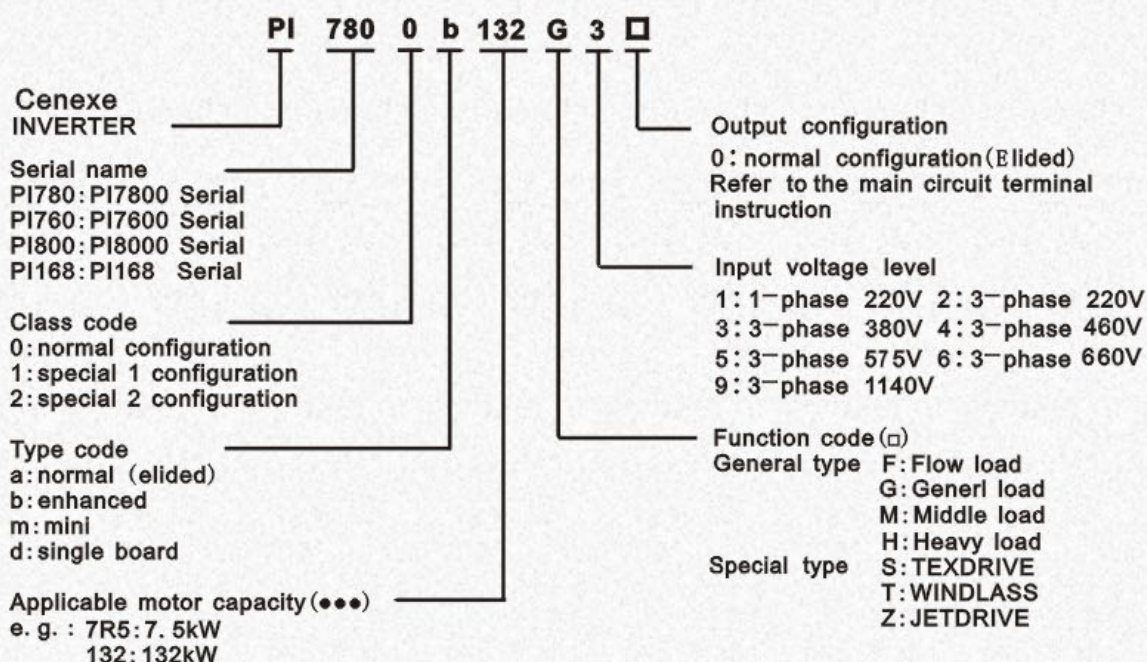 PI 780 0 b 132 G 3 □
Cenexe
INVERTER
Serial name
PI780:PI7800 Serial
PI760:PI7600 Serial
PI800:PI8000 Serial
PI168:PI168 Serial
Class code
0:normal configuration
1:special 1 configuration
2:special 2 configuration
Type code
a:normal (elided)
b:enhanced
m:mini
d:single board
Applicable motor capacity(●●●)
e.g.: 7R5:7.5kW
132:132kW
Output configuration
0:normal configuration(Elided)
Refer to the main circuit terminal
instruction
Input voltage level
1:1-phase 220V 2:3-phase 220V
3:3-phase 380V 4:3-phase 460V
5:3-phase 575V 6:3-phase 660V
9:3-phase 1140V
Function code(□)
General type F:Flow load
G:Generl load
M:Middle load
H:Heavy load
Special type S:TEXDRIVE
T:WINDLASS
Z:JETDRIVE